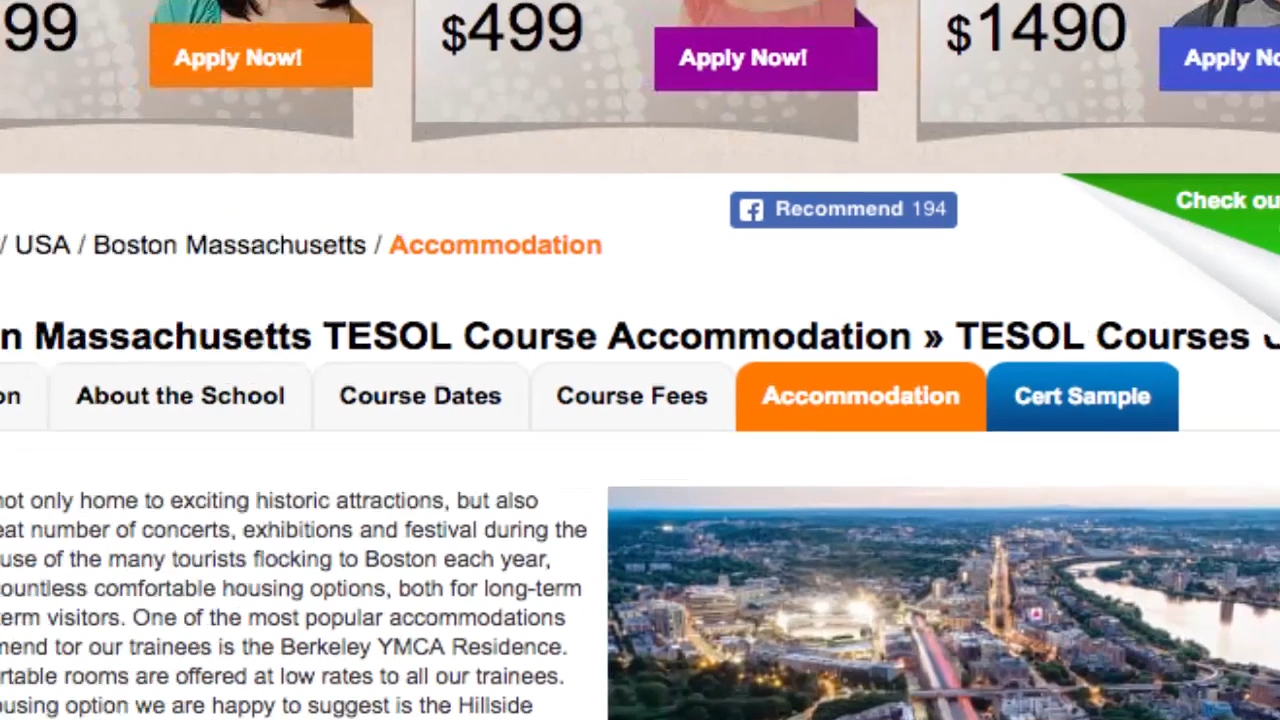 99
$499
$1490
Apply Now!
Apply Now!
Apply No
Recommend 194
Check ou
/ USA / Boston Massachusetts / Accommodation
n Massachusetts TESOL Course Accommodation » TESOL Courses
on
About the School
Course Dates
Course Fees
Accommodation
Cert Sample
not only home to exciting historic attractions, but also
eat number of concerts, exhibitions and festival during the
use of the many tourists flocking to Boston each year,
countless comfortable housing options, both for long-term
term visitors. One of the most popular accommodations
mend tor our trainees is the Berkeley YMCA Residence.
rtable rooms are offered at low rates to all our trainees.
ousing option we are happy to suggest is the Hillside